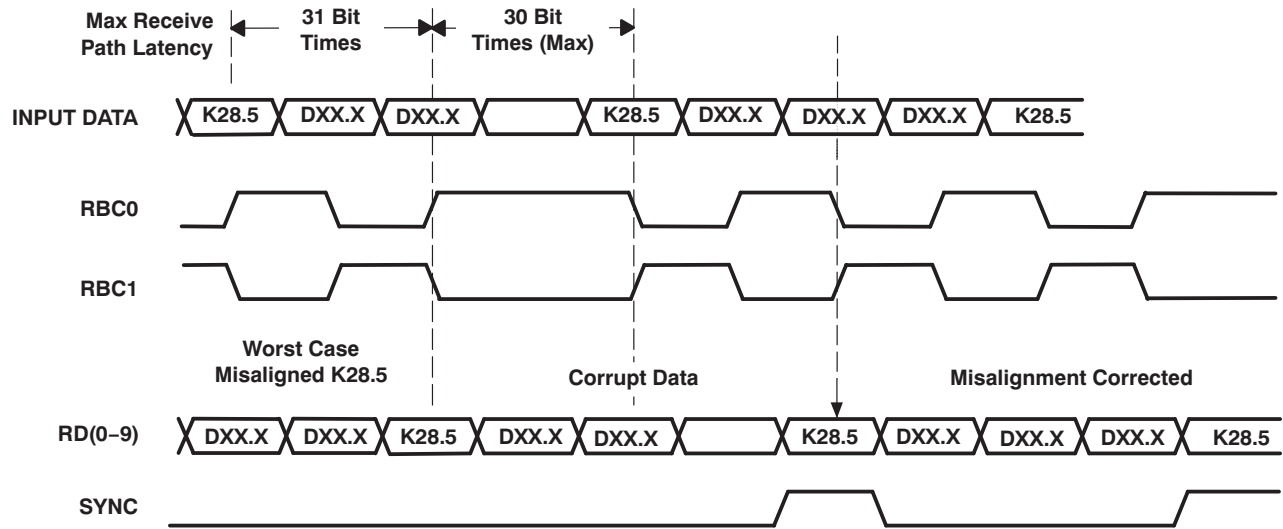 Max Receive
Path Latency
31 Bit
Times
30 Bit
Times (Max)
INPUT DATA
K28.5 DXX.X DXX.X K28.5 DXX.X DXX.X DXX.X K28.5
RBC0
RBC1
Worst Case
Misaligned K28.5
Corrupt Data
Misalignment Corrected
RD(0−9)
DXX.X DXX.X K28.5 DXX.X DXX.X K28.5 DXX.X DXX.X DXX.X K28.5
SYNC